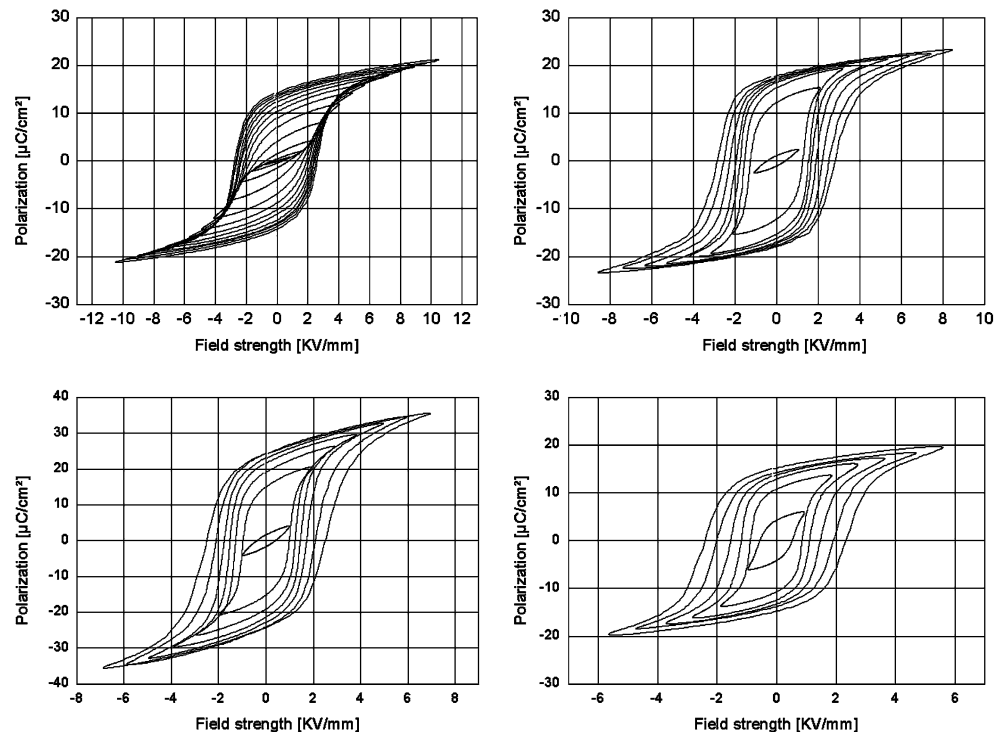 30
20
10
0
-10
-20
-30
Polarization [µC/cm²]
-12 -10 -8 -6 -4 -2 0 2 4 6 8 10 12
Field strength [KV/mm]
30
20
10
0
-10
-20
-30
Polarization [µC/cm²]
-10 -8 -6 -4 -2 0 2 4 6 8 10
Field strength [KV/mm]
40
30
20
10
0
-10
-20
-30
-40
Polarization [µC/cm²]
-8 -6 -4 -2 0 2 4 6 8
Field strength [KV/mm]
30
20
10
0
-10
-20
-30
Polarization [µC/cm²]
-6 -4 -2 0 2 4 6
Field strength [KV/mm]